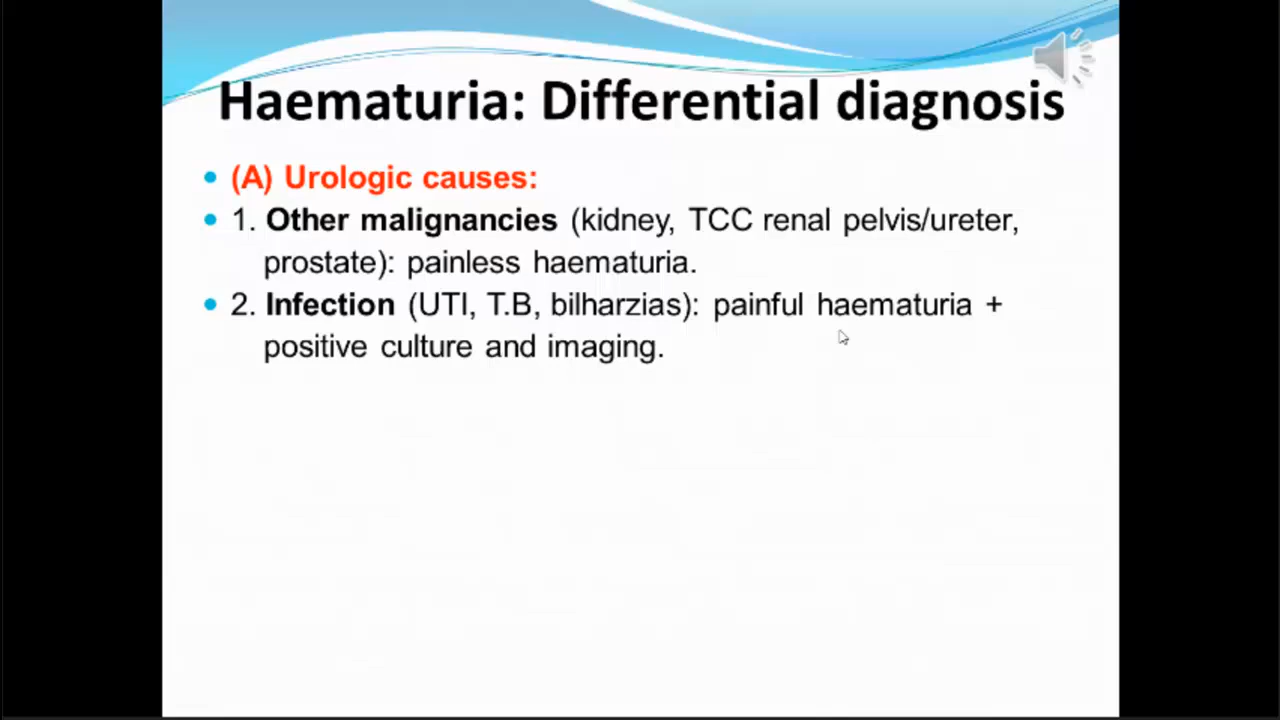 Haematuria: Differential diagnosis
• (A) Urologic causes:
• 1. Other malignancies (kidney, TCC renal pelvis/ureter,
prostate): painless haematuria.
• 2. Infection (UTI, T.B, bilharzias): painful haematuria +
positive culture and imaging.